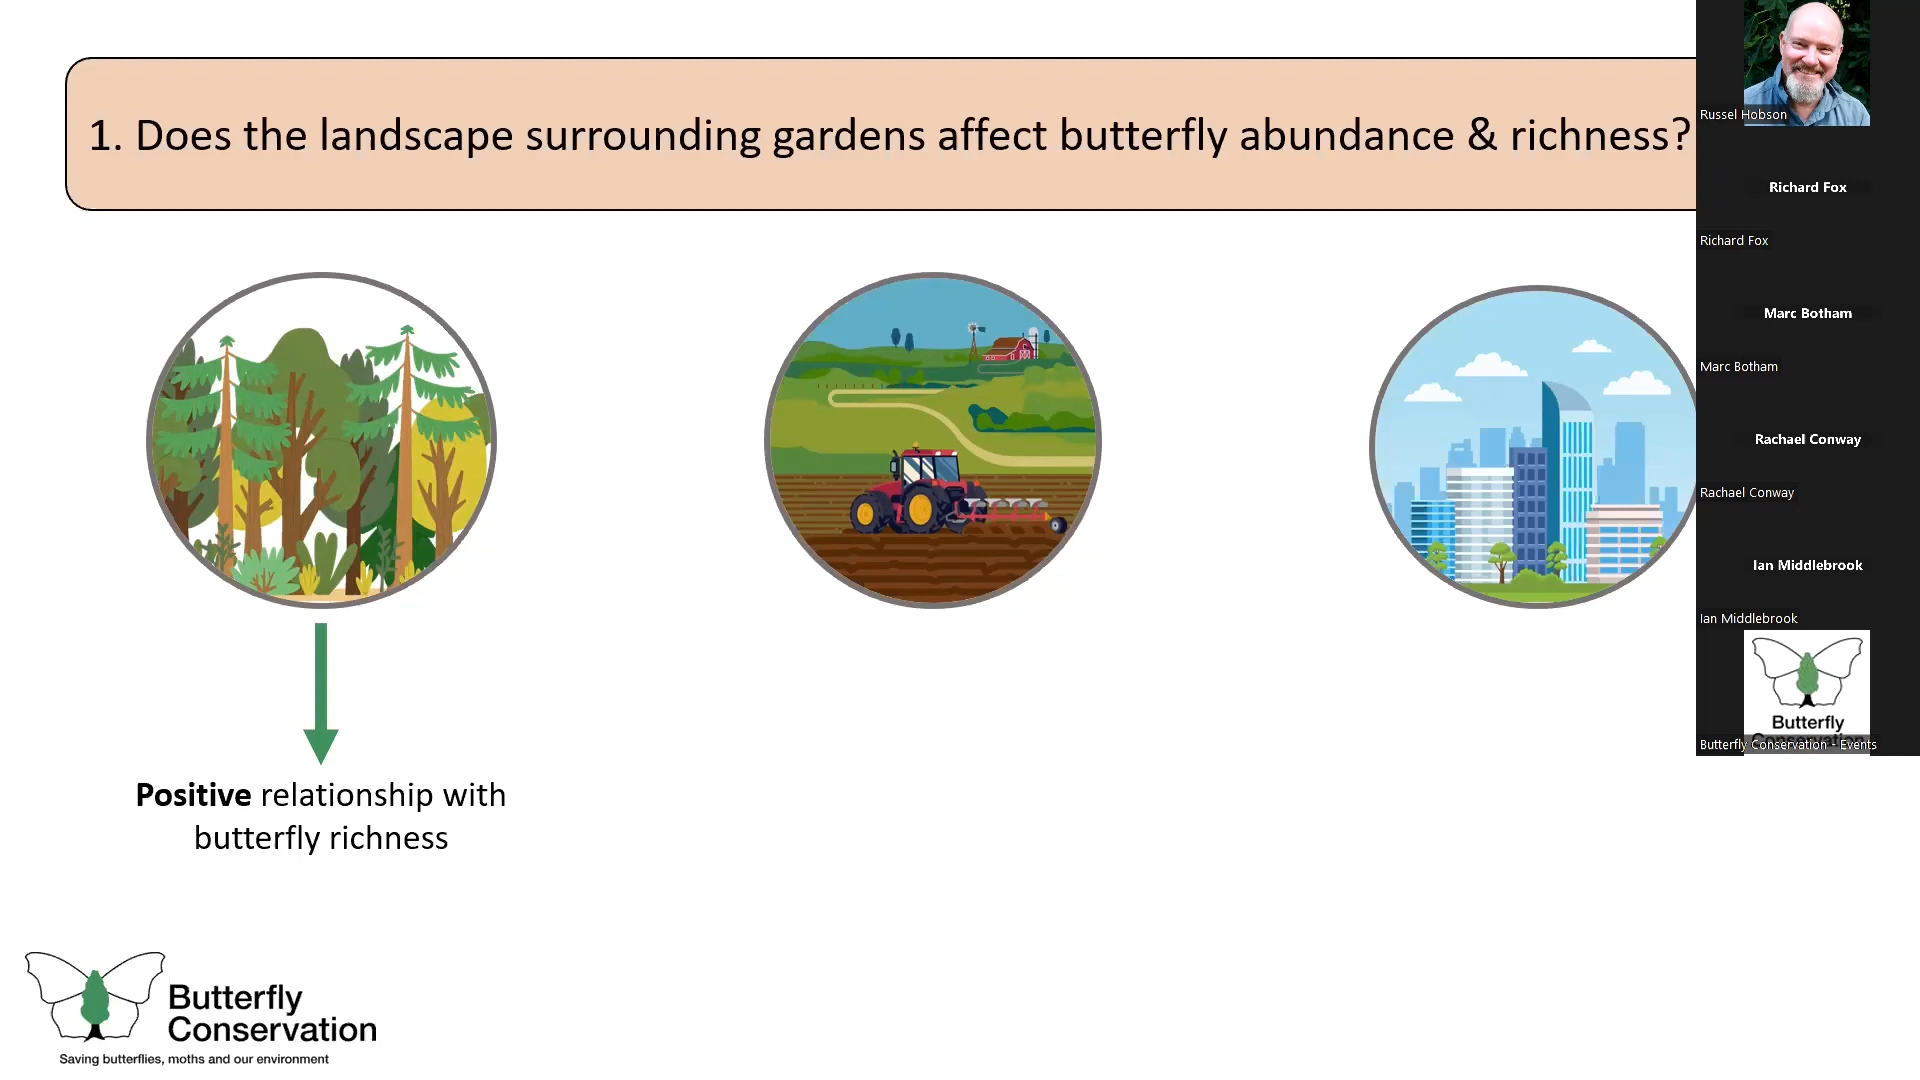 1. Does the landscape surrounding gardens affect butterfly abundance & richness?
Positive relationship with
butterfly richness
Butterfly
Conservation
Saving butterflies, moths and our environment
Russel Hobson
Richard Fox
Richard Fox
Marc Botham
Marc Botham
Rachael Conway
Rachael Conway
Ian Middlebrook
Ian Middlebrook
Butterfly
Conservation
Butterfly Conservation - Events